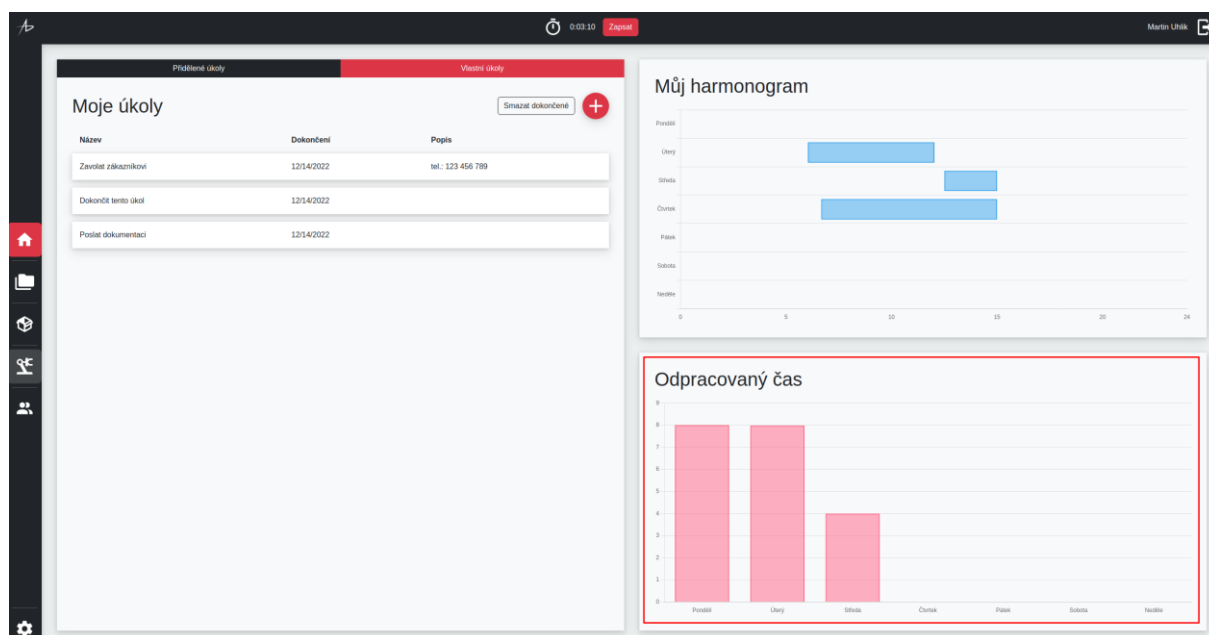 0:03:10 Zapsat
Martin Uhlik
Přidělené úkoly
Vlastní úkoly
Moje úkoly
Smazat dokončené
Název Dokončení Popis
Zavolat zákazníkovi 12/14/2022 tel.: 123 456 789
Dokončit tento úkol 12/14/2022
Poslat dokumentaci 12/14/2022
Můj harmonogram
Pondělí
Úterý
Středa
Čtvrtek
Pátek
Sobota
Neděle
0 5 10 15 20 24
Odpracovaný čas
9
8
7
6
5
4
3
2
1
0
Pondělí Úterý Středa Čtvrtek Pátek Sobota Neděle